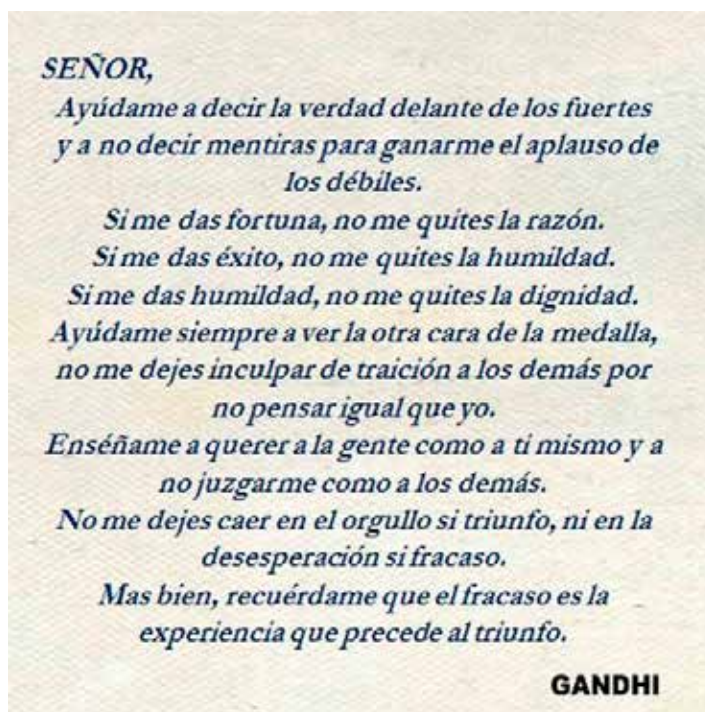 SEÑOR,
Ayúdame a decir la verdad delante de los fuertes
y a no decir mentiras para ganarme el aplauso de
los débiles.
Si me das fortuna, no me quites la razón.
Si me das éxito, no me quites la humildad.
Si me das humildad, no me quites la dignidad.
Ayúdame siempre a ver la otra cara de la medalla,
no me dejes inculpar de traición a los demás por
no pensar igual que yo.
Enséñame a querer a la gente como a ti mismo y a
no juzgarme como a los demás.
No me dejes caer en el orgullo si triunfo, ni en la
desesperación si fracaso.
Mas bien, recuérdame que el fracaso es la
experiencia que precede al triunfo.
GANDHI